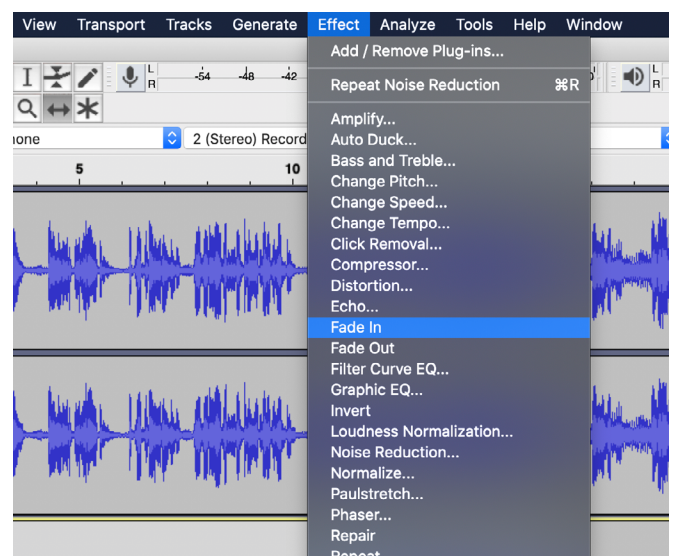 View Transport Tracks Generate Effect Analyze Tools Help Window
Add / Remove Plug-ins...
Repeat Noise Reduction ⌘R
L
R
-54 -48 -42
L
R
Amplify...
Auto Duck...
2 (Stereo) Record
Bass and Treble...
5 10
Change Pitch...
Change Speed...
Change Tempo...
Click Removal...
Compressor...
Distortion...
Echo...
Fade In
Fade Out
Filter Curve EQ...
Graphic EQ...
Invert
Loudness Normalization...
Noise Reduction...
Normalize...
Paulstretch...
Phaser...
Repair
Repeat